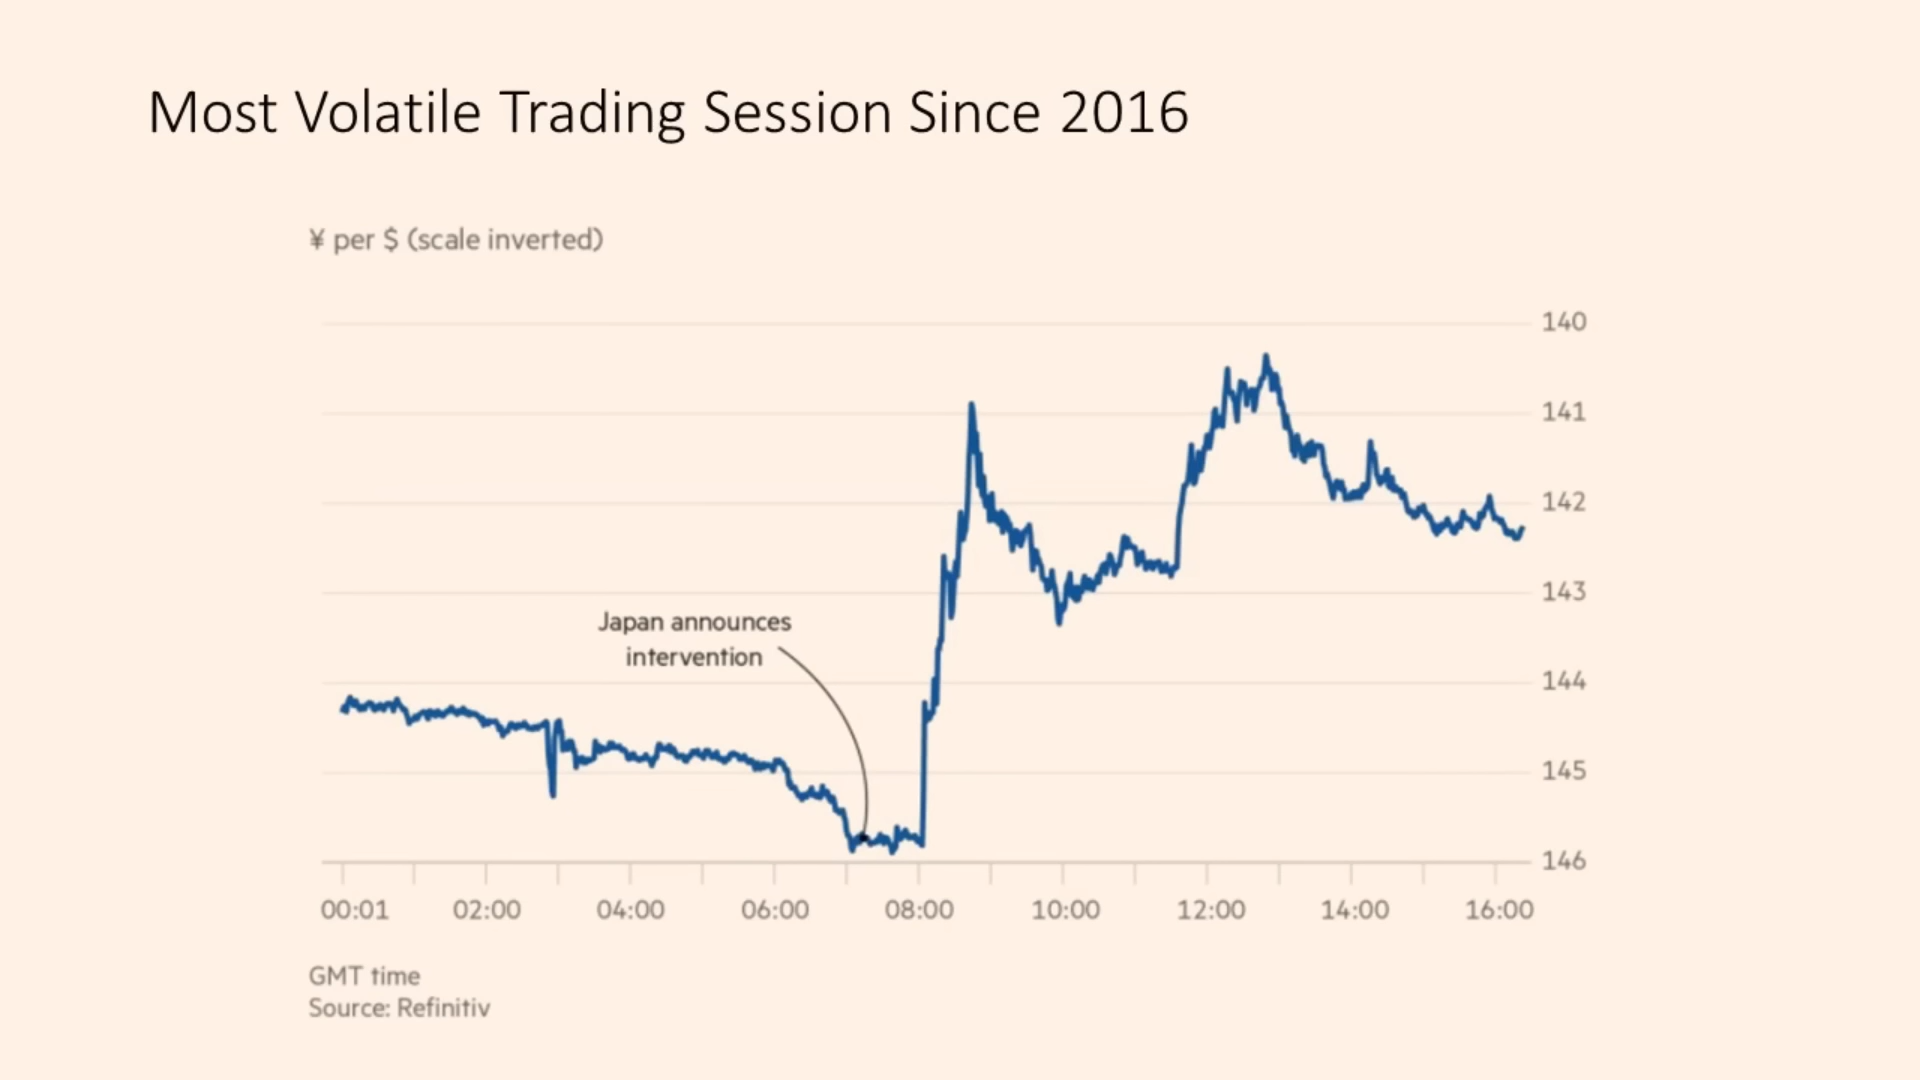 Most Volatile Trading Session Since 2016
¥ per $ (scale inverted)
140
141
142
143
Japan announces
intervention
144
145
146
00:01 02:00 04:00 06:00 08:00 10:00 12:00 14:00 16:00
GMT time
Source: Refinitiv